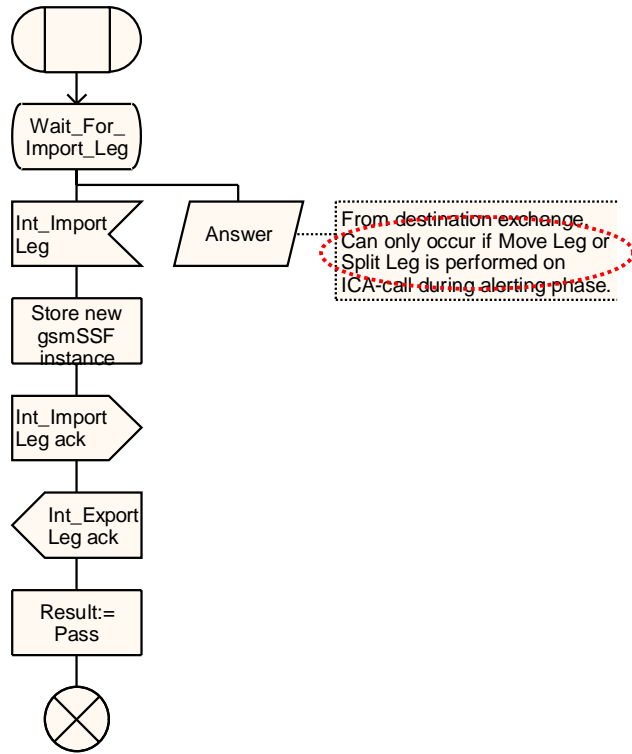 Wait_For_
Import_Leg
Int_Import
Leg
Answer
From destination exchange.
Can only occur if Move Leg or
Split Leg is performed on
ICA-call during alerting phase.
Store new
gsmSSF
instance
Int_Import
Leg ack
Int_Export
Leg ack
Result:=
Pass